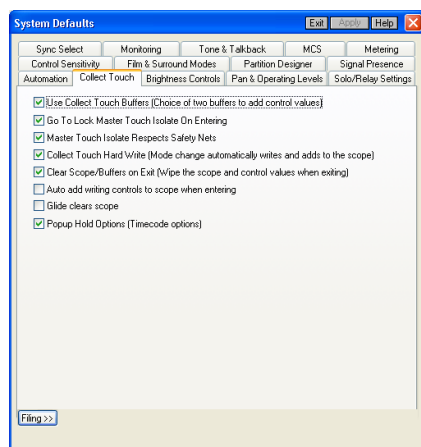 System Defaults Exit Apply Help
Sync Select Monitoring Tone & Talkback MCS Metering
Control Sensitivity Film & Surround Modes Partition Designer Signal Presence
Automation Collect Touch Brightness Controls Pan & Operating Levels Solo/Relay Settings
Use Collect Touch Buffers (Choice of two buffers to add control values)
Go To Lock Master Touch Isolate On Entering
Master Touch Isolate Respects Safety Nets
Collect Touch Hard Write (Mode change automatically writes and adds to the scope)
Clear Scope/Buffers on Exit (Wipe the scope and control values when exiting)
Auto add writing controls to scope when entering
Glide clears scope
Popup Hold Options (Timecode options)
Filing >>